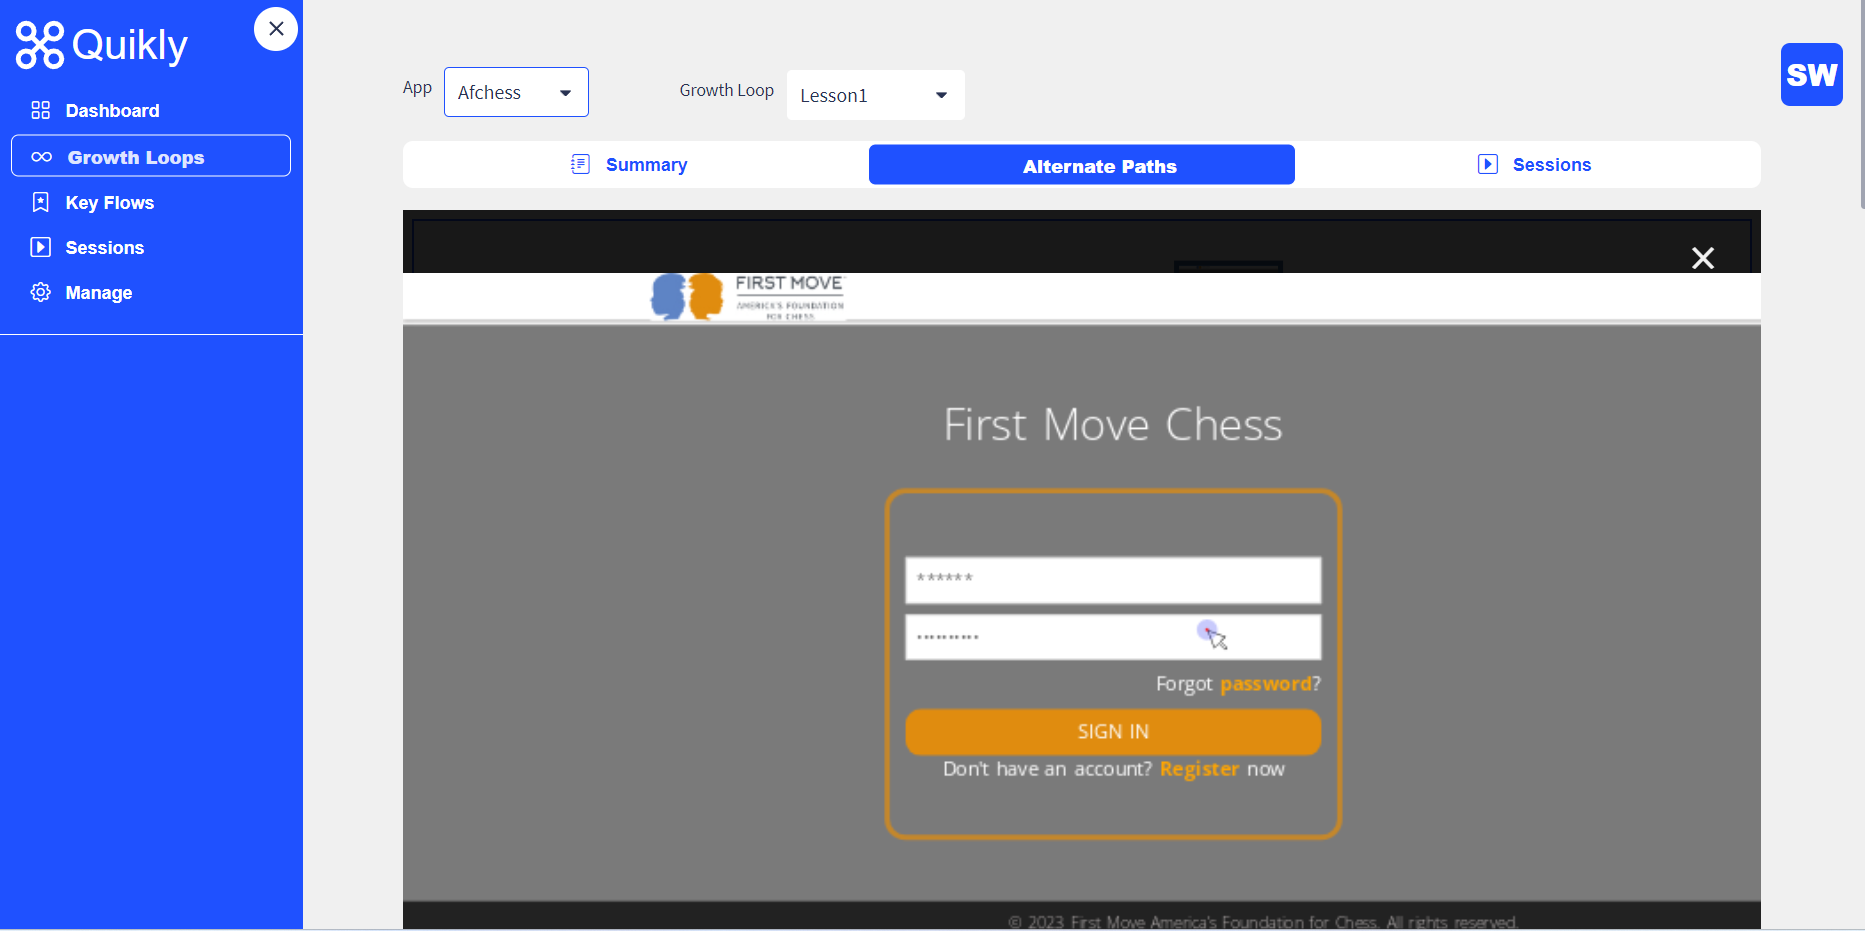 Quikly
Dashboard
Growth Loops
Key Flows
Sessions
Manage
App
Afchess
Growth Loop
Lesson1
SW
Summary
Alternate Paths
Sessions
FIRST MOVE
AMERICA'S FOUNDATION
FOR CHESS
First Move Chess
******
••••••••••
Forgot password?
SIGN IN
Don't have an account? Register now
© 2023 First Move America's Foundation for Chess. All rights reserved.